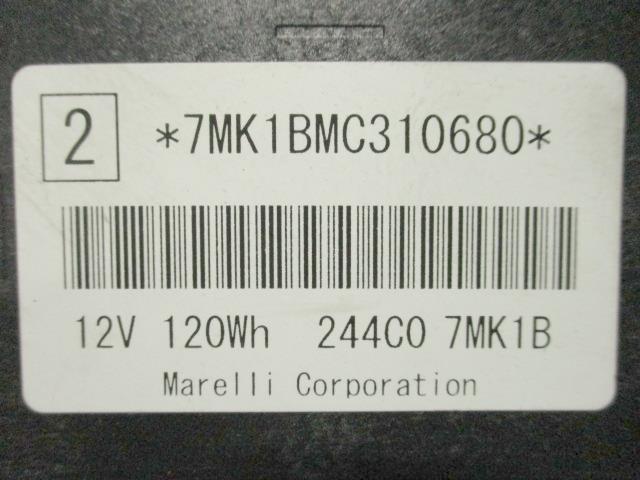 2 *7MK1BMC310680*
12V 120Wh 244C0 7MK1B
Marelli Corporation